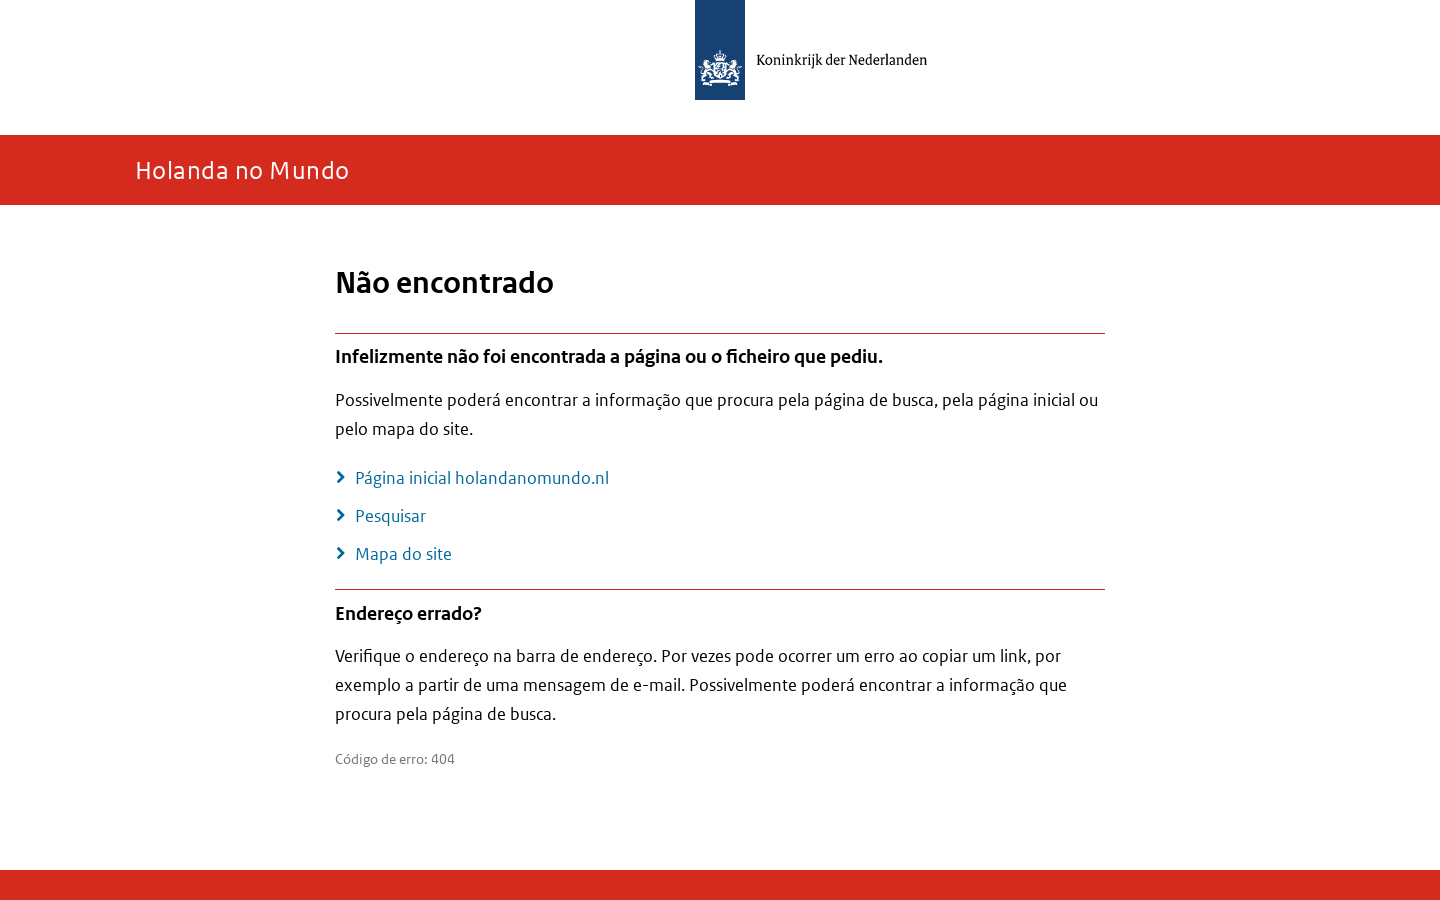 Koninkrijk der Nederlanden
Holanda no Mundo
Não encontrado
Infelizmente não foi encontrada a página ou o ficheiro que pediu.
Possivelmente poderá encontrar a informação que procura pela página de busca, pela página inicial ou
pelo mapa do site.
Página inicial holandanomundo.nl
Pesquisar
Mapa do site
Endereço errado?
Verifique o endereço na barra de endereço. Por vezes pode ocorrer um erro ao copiar um link, por
exemplo a partir de uma mensagem de e-mail. Possivelmente poderá encontrar a informação que
procura pela página de busca.
Código de erro: 404